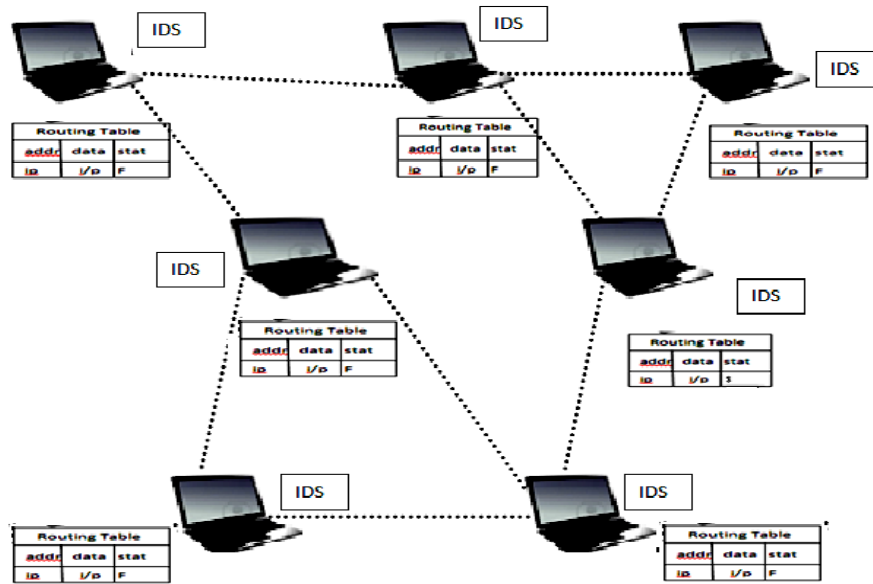 IDS
IDS
IDS
Routing Table
addr data stat
ip i/p F
Routing Table
addr data stat
ip i/p F
Routing Table
addr data stat
ip i/p F
IDS
IDS
Routing Table
addr data stat
ip i/p F
Routing Table
addr data stat
ip i/p S
IDS
IDS
Routing Table
addr data stat
ip i/p F
Routing Table
addr data stat
ip i/p F